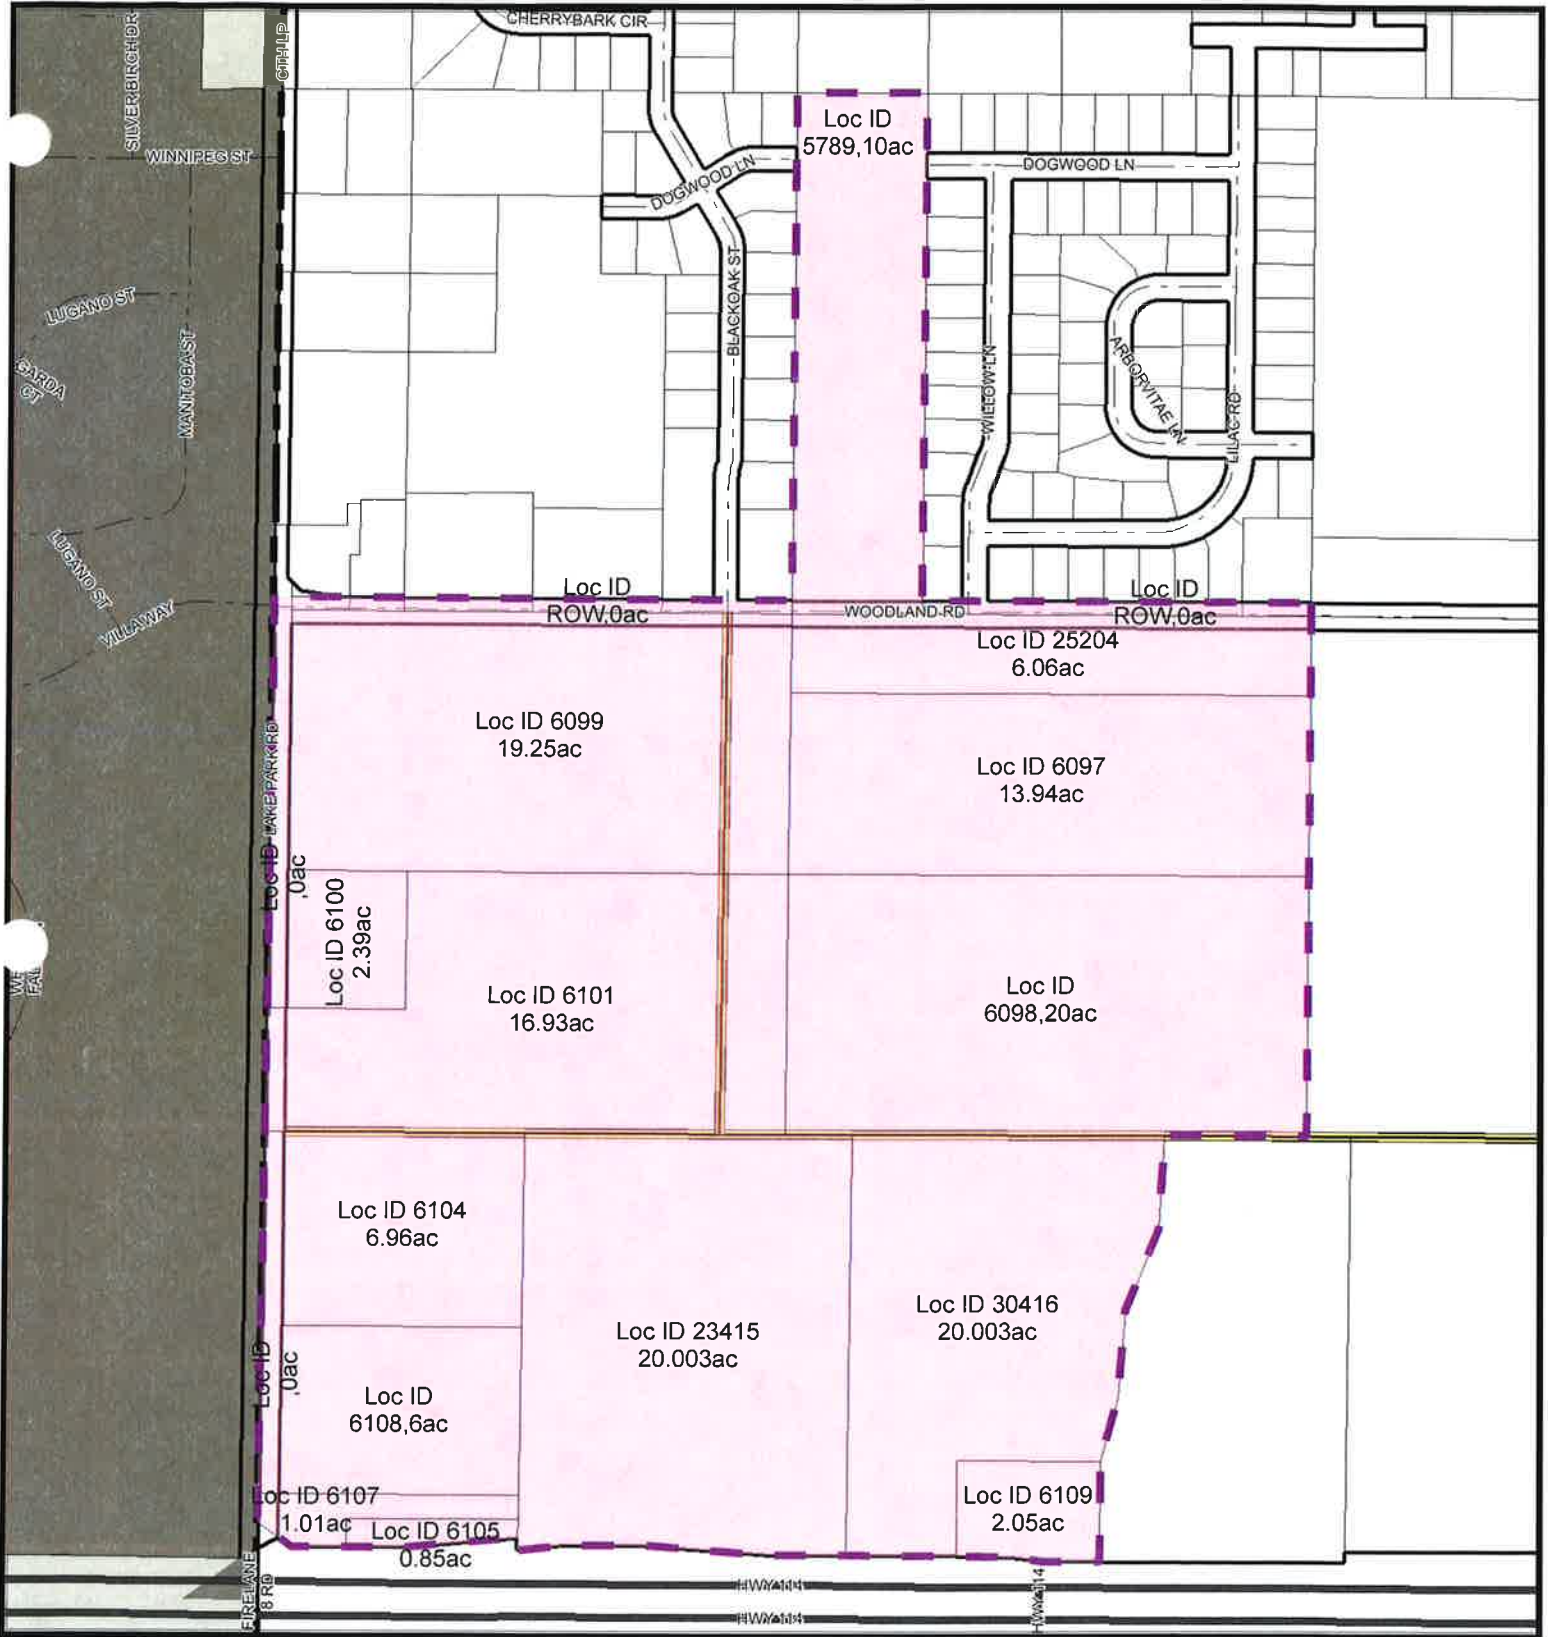 CHERRYBARK CIR
SILVERBIRCH DR
CTH LP
WINNIPEG ST
Loc ID
5789,10ac
DOGWOOD LN
DOGWOOD LN
LUGANO ST
MANITOBA ST
GARDA
CT
BLACKOAK ST
WILLOW LN
ARBORVITAE LN
LILAC RD
LUGANO ST
VILLA WAY
Loc ID
ROW,0ac
WOODLAND RD
Loc ID
ROW,0ac
Loc ID 25204
6.06ac
Loc ID 6099
19.25ac
Loc ID 6097
13.94ac
LAKE PARK RD
Loc ID
,0ac
Loc ID 6100
2.39ac
Loc ID 6101
16.93ac
Loc ID
6098,20ac
Loc ID 6104
6.96ac
Loc ID 23415
20.003ac
Loc ID 30416
20.003ac
Loc ID
,0ac
Loc ID
6108,6ac
Loc ID 6107
1.01ac
Loc ID 6105
0.85ac
Loc ID 6109
2.05ac
FIRELANE
8 RD
HWY 114
HWY 114
HWY 114